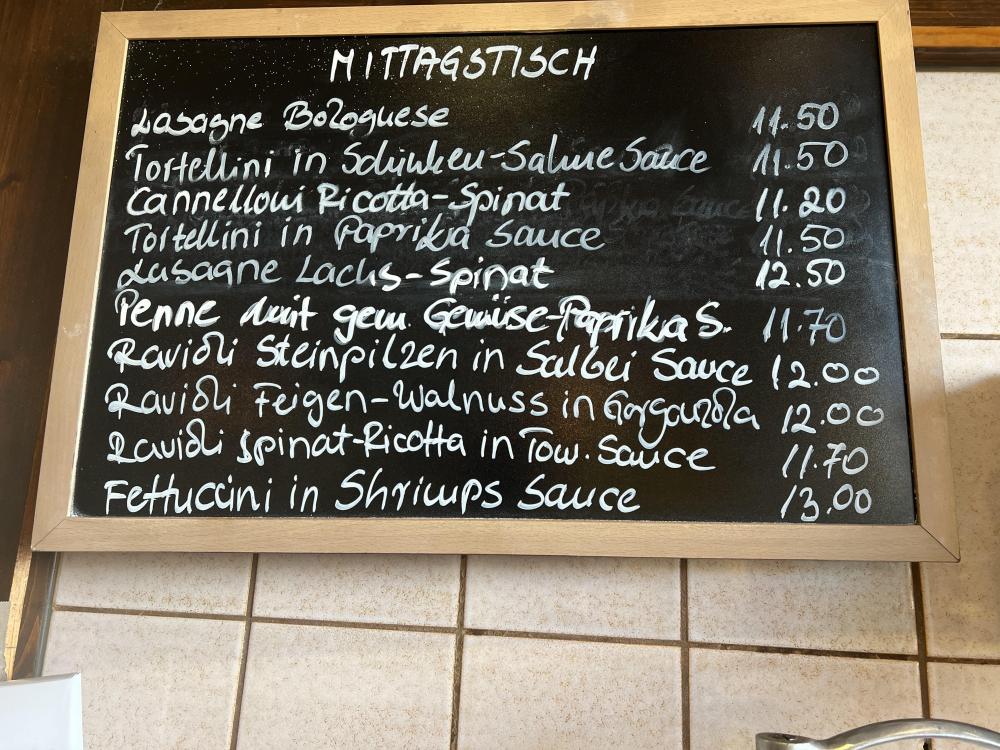 MITTAGSTISCH
Lasagne Bolognese 11.50
Tortellini in Schinken-Sahne Sauce 11.50
Cannelloni Ricotta-Spinat 11.20
Tortellini in Paprika Sauce 11.50
Lasagne Lachs-Spinat 12.50
Penne mit gem. Gemüse-Paprika S. 11.70
Ravioli Steinpilzen in Salbei Sauce 12.00
Ravioli Feigen-Walnuss in Gorganzola 12.00
Ravioli Spinat-Ricotta in Tom. Sauce 11.70
Fettuccini in Shrimps Sauce 13.00